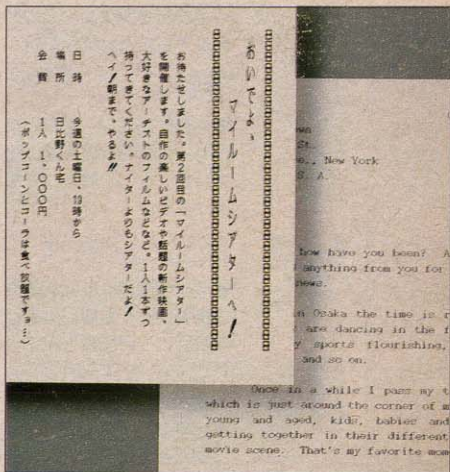 おいでよ、
マイルームシアターへ!
お待たせしました。第2回目の「マイルームシアター」
を開催します。自作の楽しいビデオや話題の新作映画、
大好きなアーチストのフィルムなどなど。1人1本ずつ
持ってきてください。ナイターよりもシアターだよ!
ヘイ!朝まで、やるよ!!
日 時 今週の土曜日、19時から
場 所 日比野くん宅
会 費 1人 1,000円
(ポップコーンとコーラは食べ放題ですョ…)
St.
New York
S. A.
how have you been? A
anything from you for
news.
in Osaka the time is r
are dancing in the f
sports flourishing,
and so on.
Once in a while I pass my t
which is just around the corner of m
young and aged, kids, babies and
getting together in their different
movie scene. That's my favorite mom